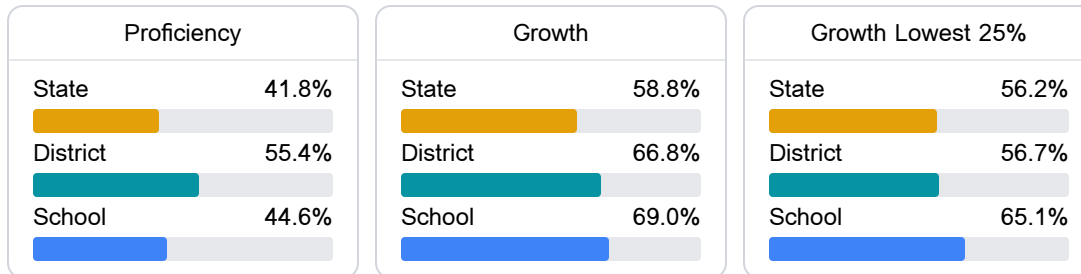 Proficiency
State 41.8%
District 55.4%
School 44.6%
Growth
State 58.8%
District 66.8%
School 69.0%
Growth Lowest 25%
State 56.2%
District 56.7%
School 65.1%